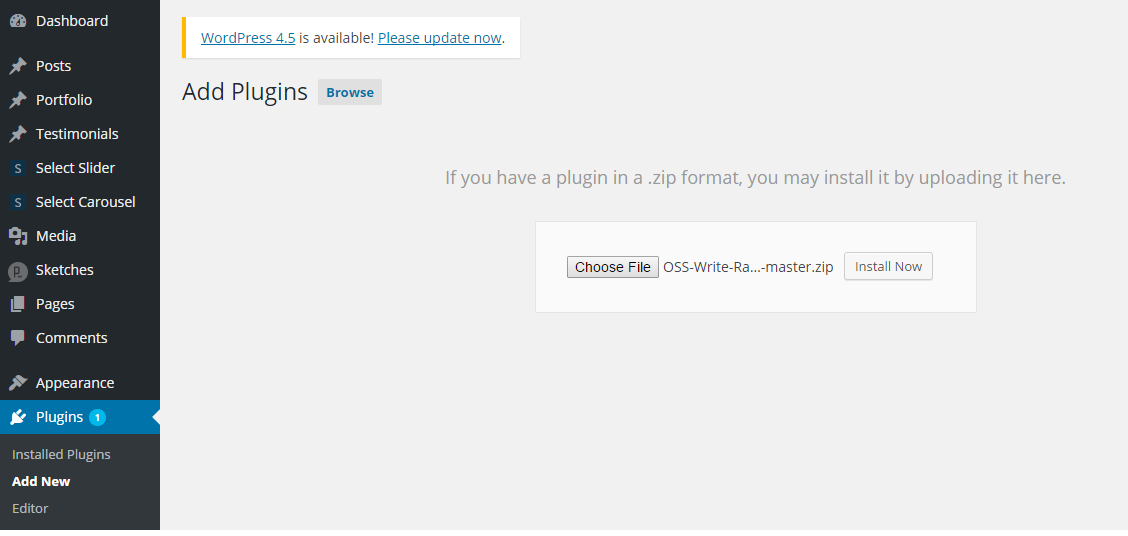 Dashboard
Posts
Portfolio
Testimonials
S Select Slider
S Select Carousel
Media
Sketches
Pages
Comments
Appearance
Plugins 1
Installed Plugins
Add New
Editor
WordPress 4.5 is available! Please update now.
Add Plugins Browse
If you have a plugin in a .zip format, you may install it by uploading it here.
Choose File OSS-Write-Ra...-master.zip Install Now